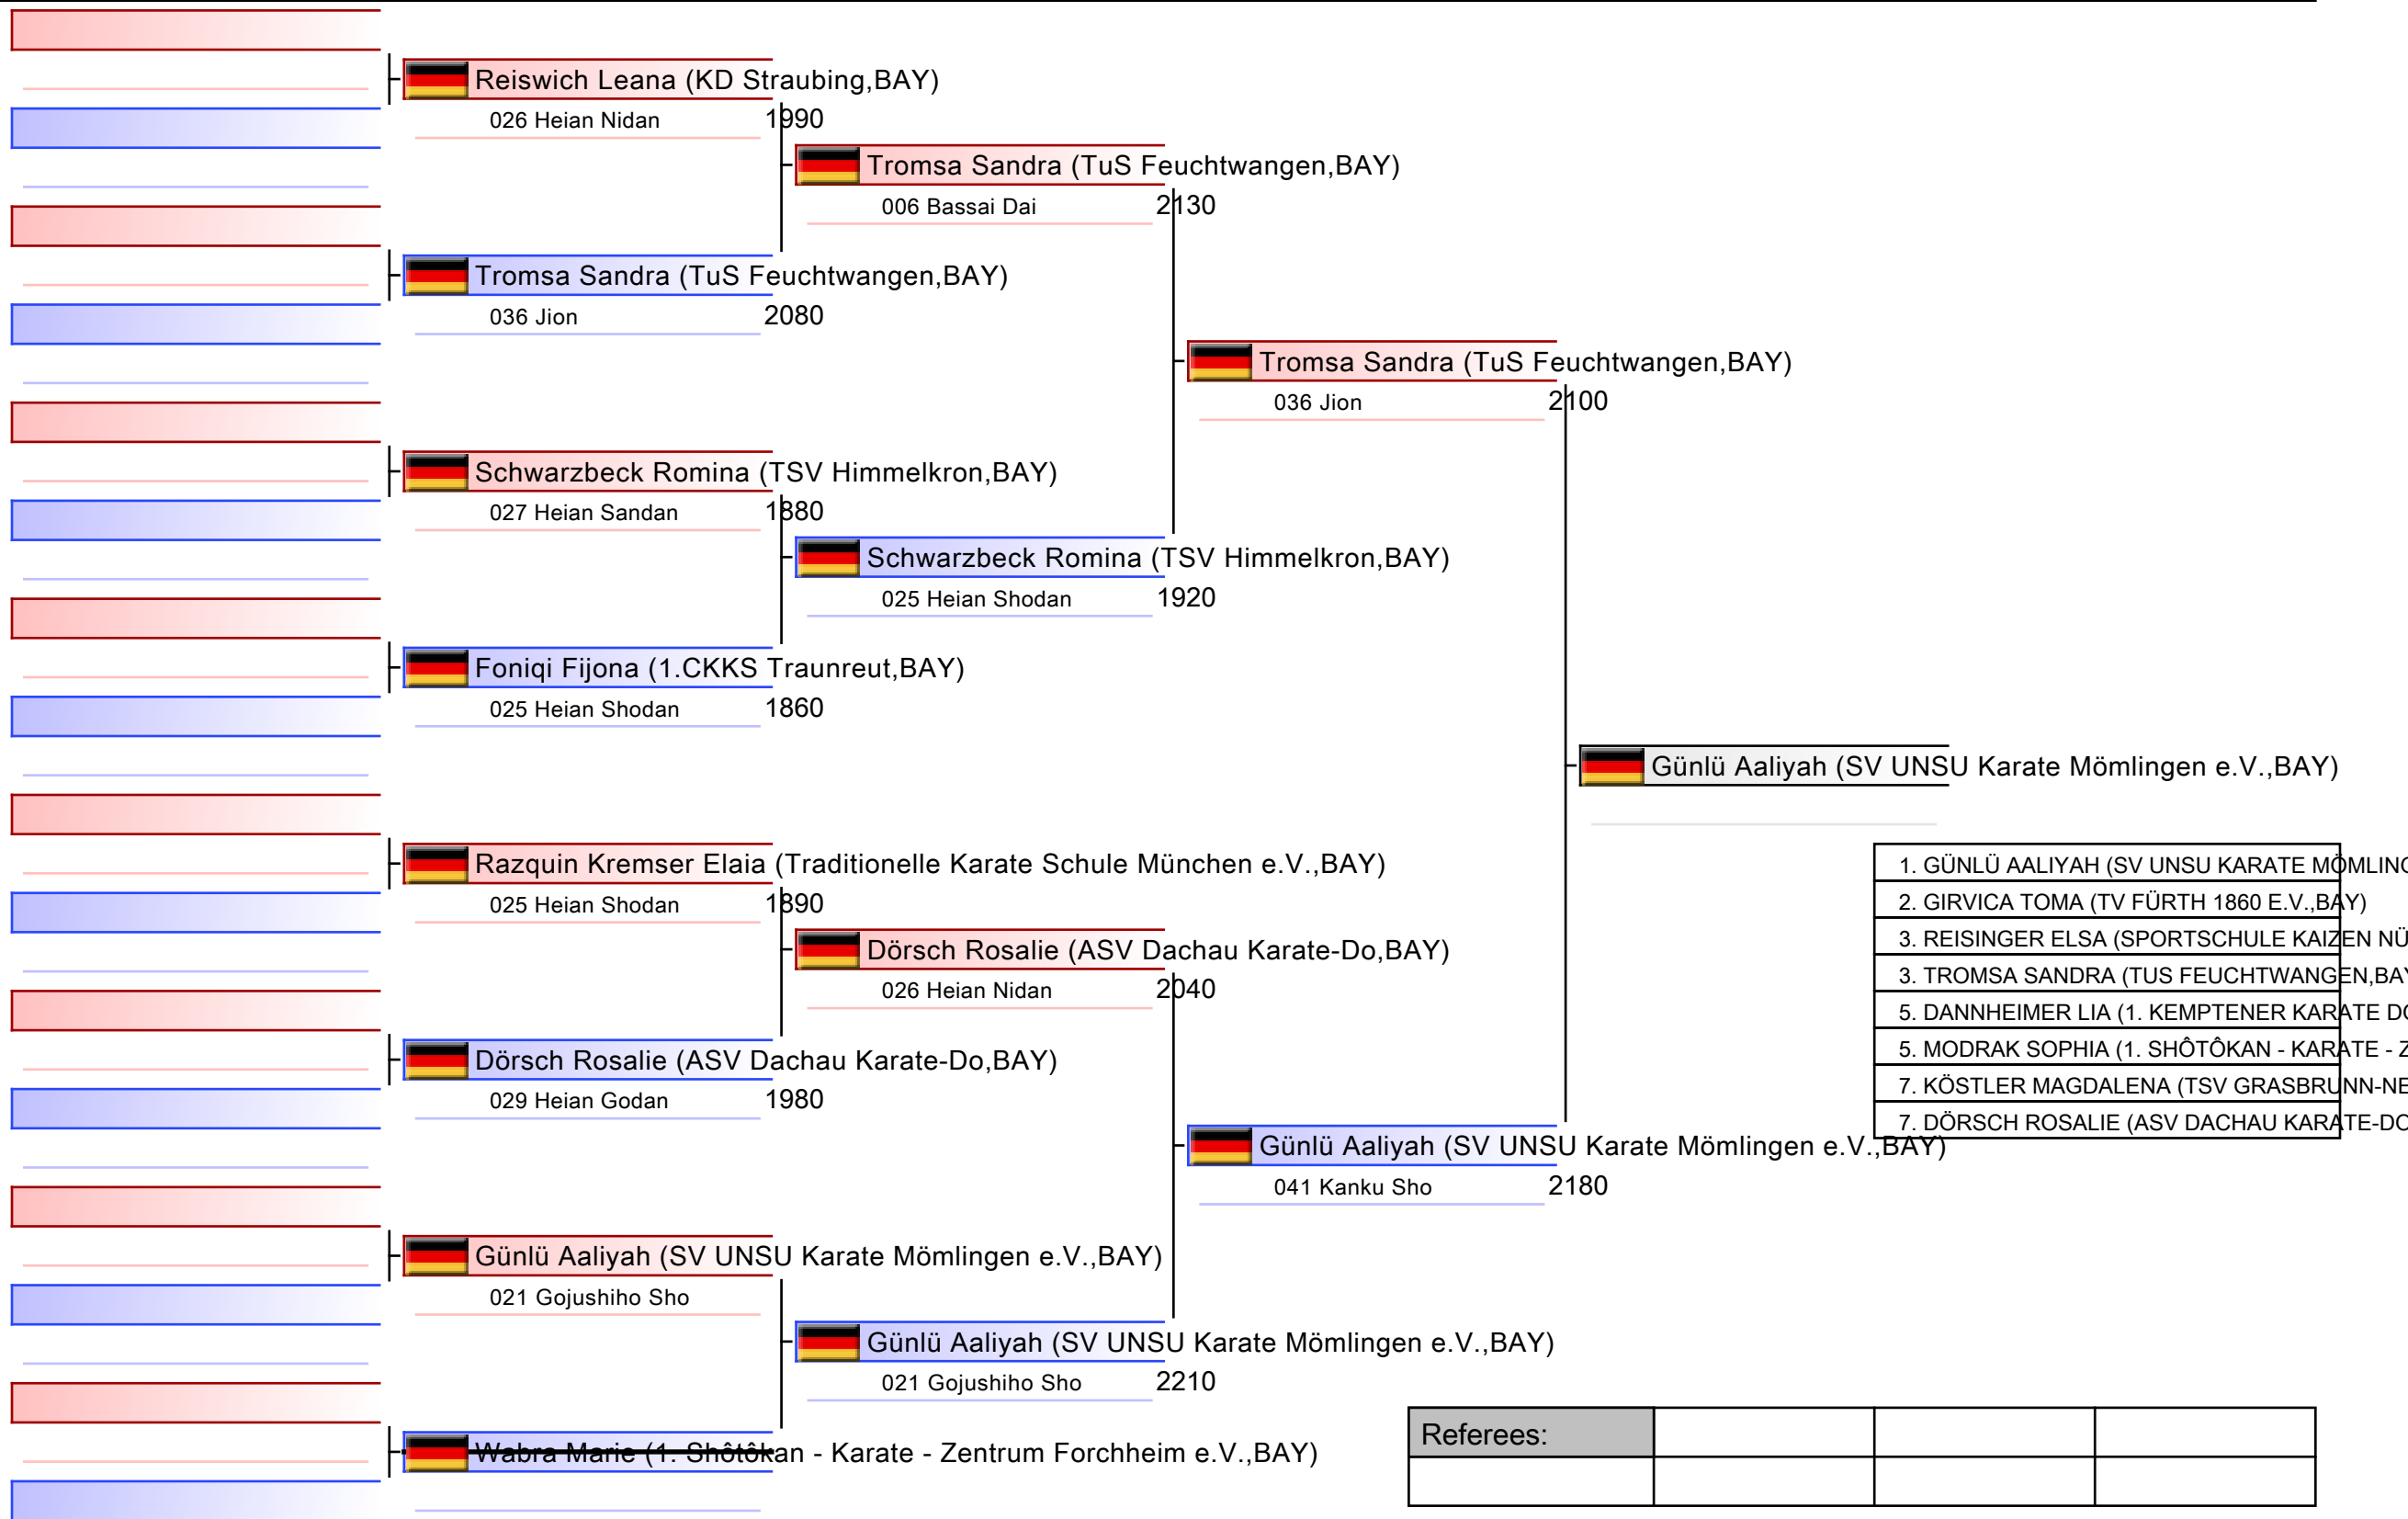 Reiswich Leana (KD Straubing,BAY)
026 Heian Nidan 1990
Tromsa Sandra (TuS Feuchtwangen,BAY)
006 Bassai Dai 2130
Tromsa Sandra (TuS Feuchtwangen,BAY)
036 Jion 2080
Tromsa Sandra (TuS Feuchtwangen,BAY)
036 Jion 2100
Schwarzbeck Romina (TSV Himmelkron,BAY)
027 Heian Sandan 1880
Schwarzbeck Romina (TSV Himmelkron,BAY)
025 Heian Shodan 1920
Foniqi Fijona (1.CKKS Traunreut,BAY)
025 Heian Shodan 1860
Günlü Aaliyah (SV UNSU Karate Mömlingen e.V.,BAY)
Razquin Kremser Elaia (Traditionelle Karate Schule München e.V.,BAY)
025 Heian Shodan 1890
1. GÜNLÜ AALIYAH (SV UNSU KARATE MÖMLING
2. GIRVICA TOMA (TV FÜRTH 1860 E.V.,BAY)
3. REISINGER ELSA (SPORTSCHULE KAIZEN NÜ
3. TROMSA SANDRA (TUS FEUCHTWANGEN,BAY
5. DANNHEIMER LIA (1. KEMPTENER KARATE DO
5. MODRAK SOPHIA (1. SHÔTÔKAN - KARATE - Z
7. KÖSTLER MAGDALENA (TSV GRASBRUNN-NE
7. DÖRSCH ROSALIE (ASV DACHAU KARATE-DO
Dörsch Rosalie (ASV Dachau Karate-Do,BAY)
026 Heian Nidan 2040
Dörsch Rosalie (ASV Dachau Karate-Do,BAY)
029 Heian Godan 1980
Günlü Aaliyah (SV UNSU Karate Mömlingen e.V.,BAY)
041 Kanku Sho 2180
Günlü Aaliyah (SV UNSU Karate Mömlingen e.V.,BAY)
021 Gojushiho Sho
Günlü Aaliyah (SV UNSU Karate Mömlingen e.V.,BAY)
021 Gojushiho Sho 2210
Wabra Marie (1. Shôtôkan - Karate - Zentrum Forchheim e.V.,BAY)
Referees: